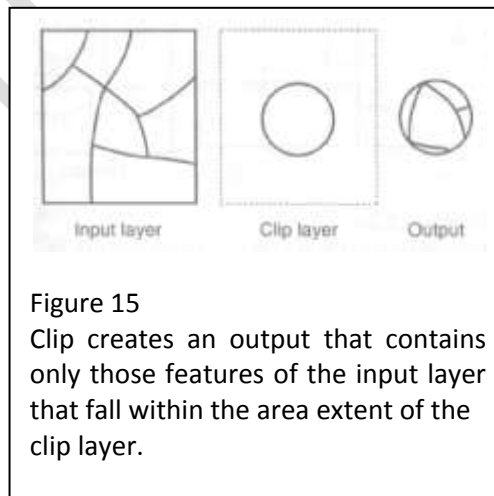 Input layer Clip layer Output
Figure 15
Clip creates an output that contains
only those features of the input layer
that fall within the area extent of the
clip layer.